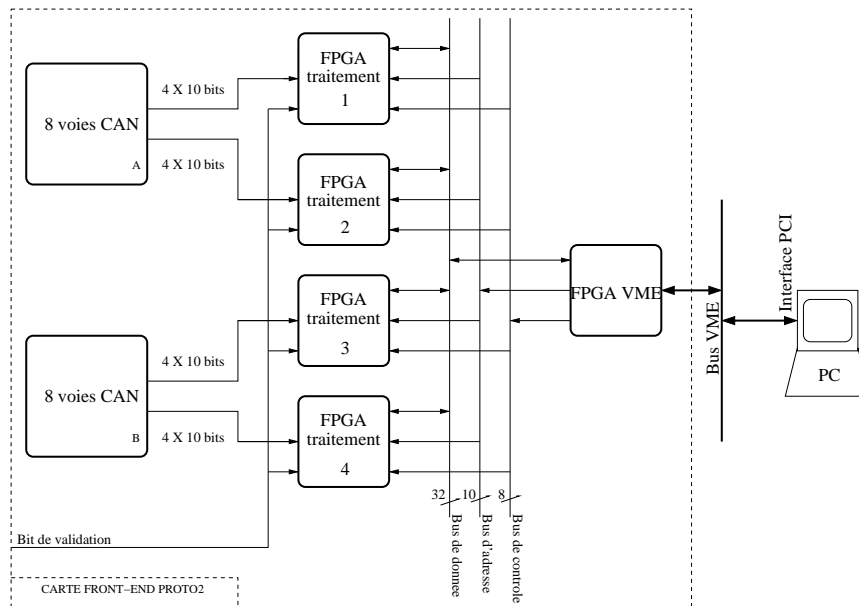 FPGA
traitement
1
4 X 10 bits
8 voies CAN
A
4 X 10 bits
FPGA
traitement
2
FPGA VME
Bus VME
Interface PCI
PC
FPGA
traitement
3
4 X 10 bits
8 voies CAN
B
4 X 10 bits
FPGA
traitement
4
32
10
8
Bus de donnee
Bus d'adresse
Bus de controle
Bit de validation
CARTE FRONT−END PROTO2